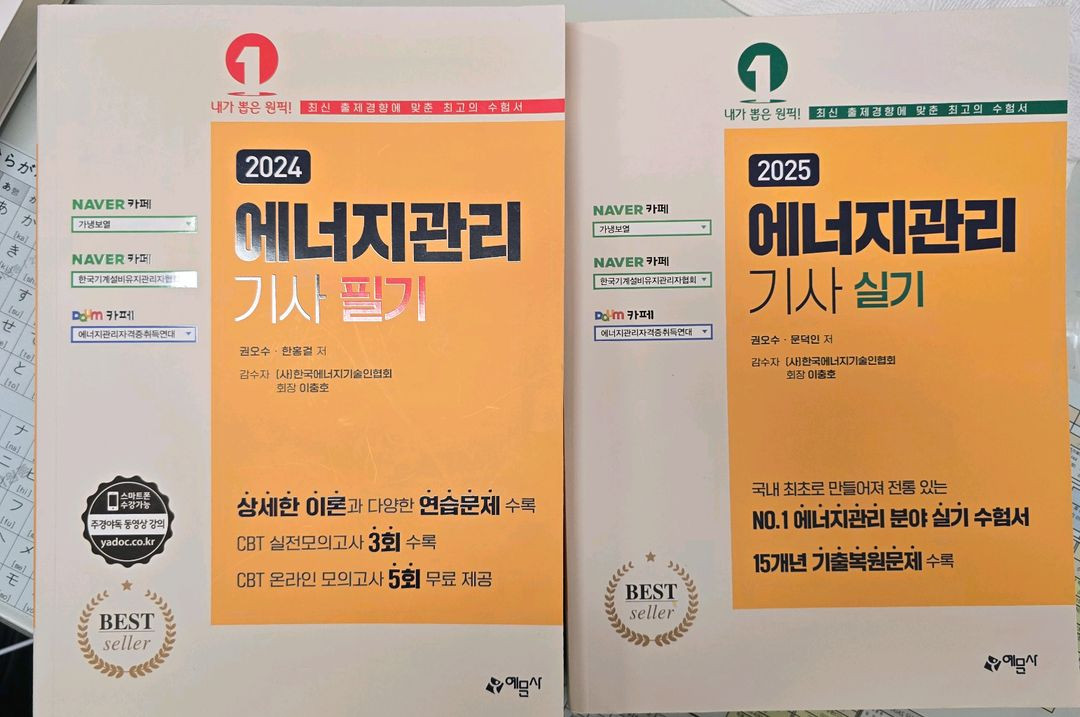 1
내가 뽑은 원픽!
최신 출제경향에 맞춘 최고의 수험서
2024
에너지관리
기사 필기
NAVER 카페
가냉보열
NAVER 카페
한국기계설비유지관리자협회
Daum 카페
에너지관리자격증취득연대
권오수 · 한홍걸 저
감수자 (사)한국에너지기술인협회
회장 이충호
상세한 이론과 다양한 연습문제 수록
CBT 실전모의고사 3회 수록
CBT 온라인 모의고사 5회 무료 제공
스마트폰
수강가능
주경야독 동영상 강의
yadoc.co.kr
BEST
seller
예문사
1
내가 뽑은 원픽!
최신 출제경향에 맞춘 최고의 수험서
2025
에너지관리
기사 실기
NAVER 카페
가냉보열
NAVER 카페
한국기계설비유지관리자협회
Daum 카페
에너지관리자격증취득연대
권오수 · 문덕인 저
감수자 (사)한국에너지기술인협회
회장 이충호
국내 최초로 만들어져 전통 있는
NO.1 에너지관리 분야 실기 수험서
15개년 기출복원문제 수록
BEST
seller
예문사